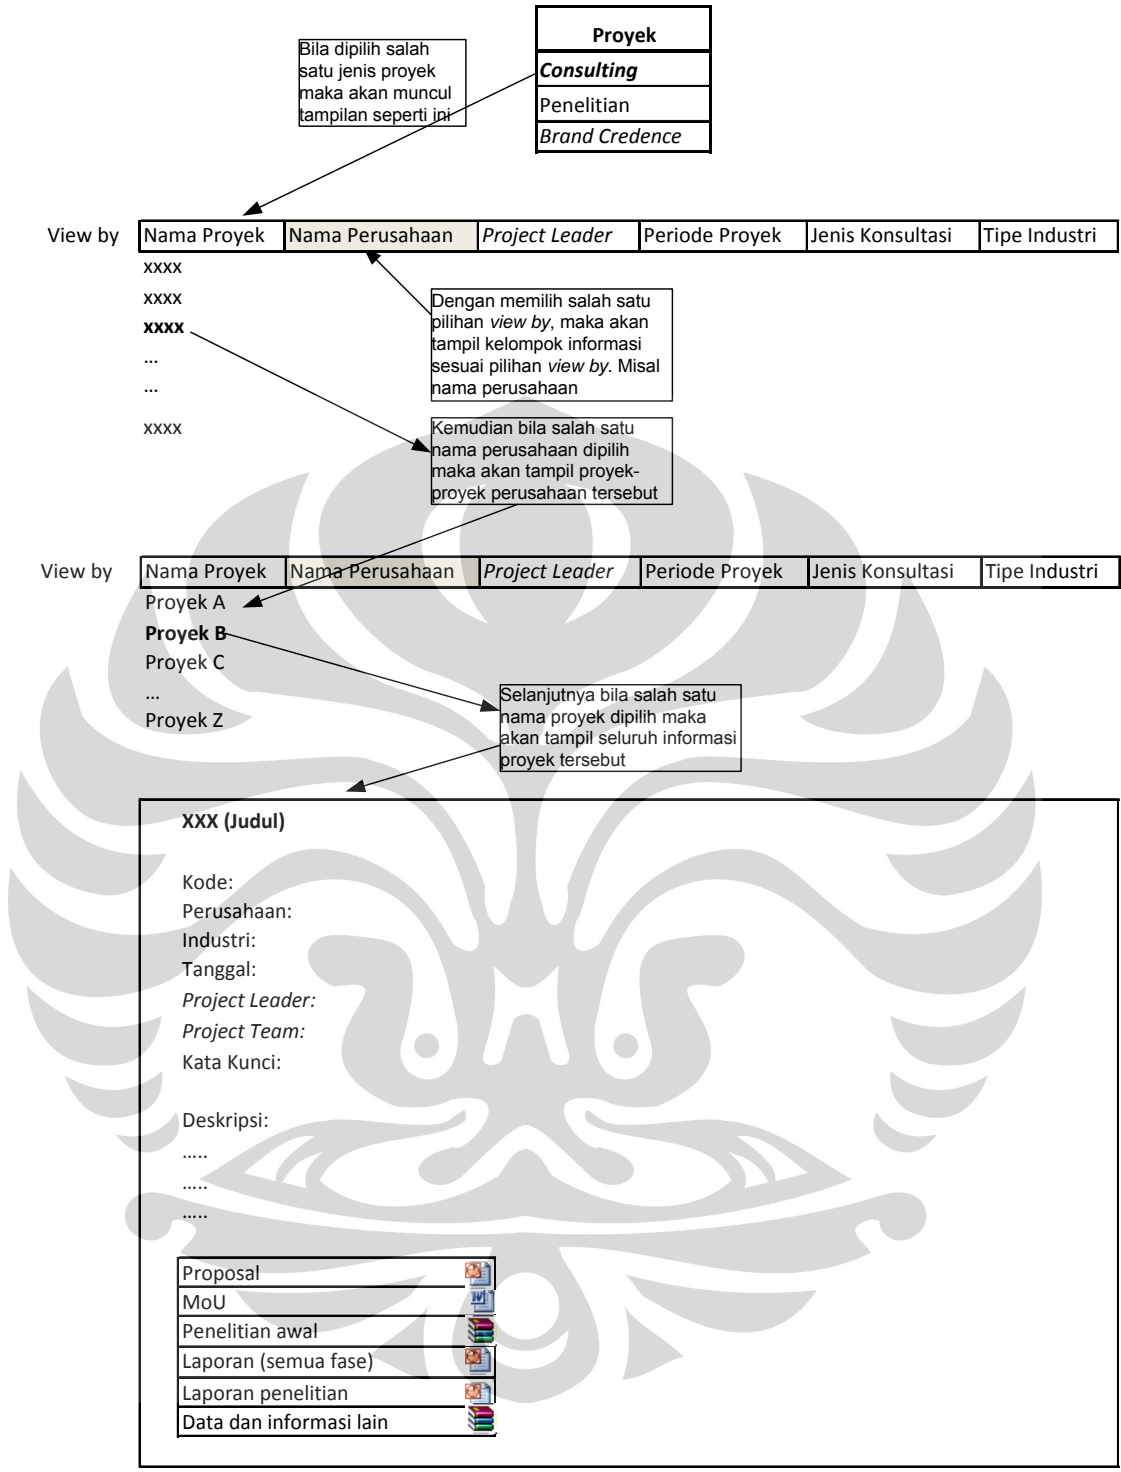 Proyek
Consulting
Penelitian
Brand Credence
Bila dipilih salah
satu jenis proyek
maka akan muncul
tampilan seperti ini
View by Nama Proyek Nama Perusahaan Project Leader Periode Proyek Jenis Konsultasi Tipe Industri
xxxx
xxxx
xxxx
...
...
xxxx
Dengan memilih salah satu
pilihan view by, maka akan
tampil kelompok informasi
sesuai pilihan view by. Misal
nama perusahaan
Kemudian bila salah satu
nama perusahaan dipilih
maka akan tampil proyek-
proyek perusahaan tersebut
View by Nama Proyek Nama Perusahaan Project Leader Periode Proyek Jenis Konsultasi Tipe Industri
Proyek A
Proyek B
Proyek C
...
Proyek Z
Selanjutnya bila salah satu
nama proyek dipilih maka
akan tampil seluruh informasi
proyek tersebut
XXX (Judul)
Kode:
Perusahaan:
Industri:
Tanggal:
Project Leader:
Project Team:
Kata Kunci:
Deskripsi:
.....
.....
.....
Proposal
MoU
Penelitian awal
Laporan (semua fase)
Laporan penelitian
Data dan informasi lain